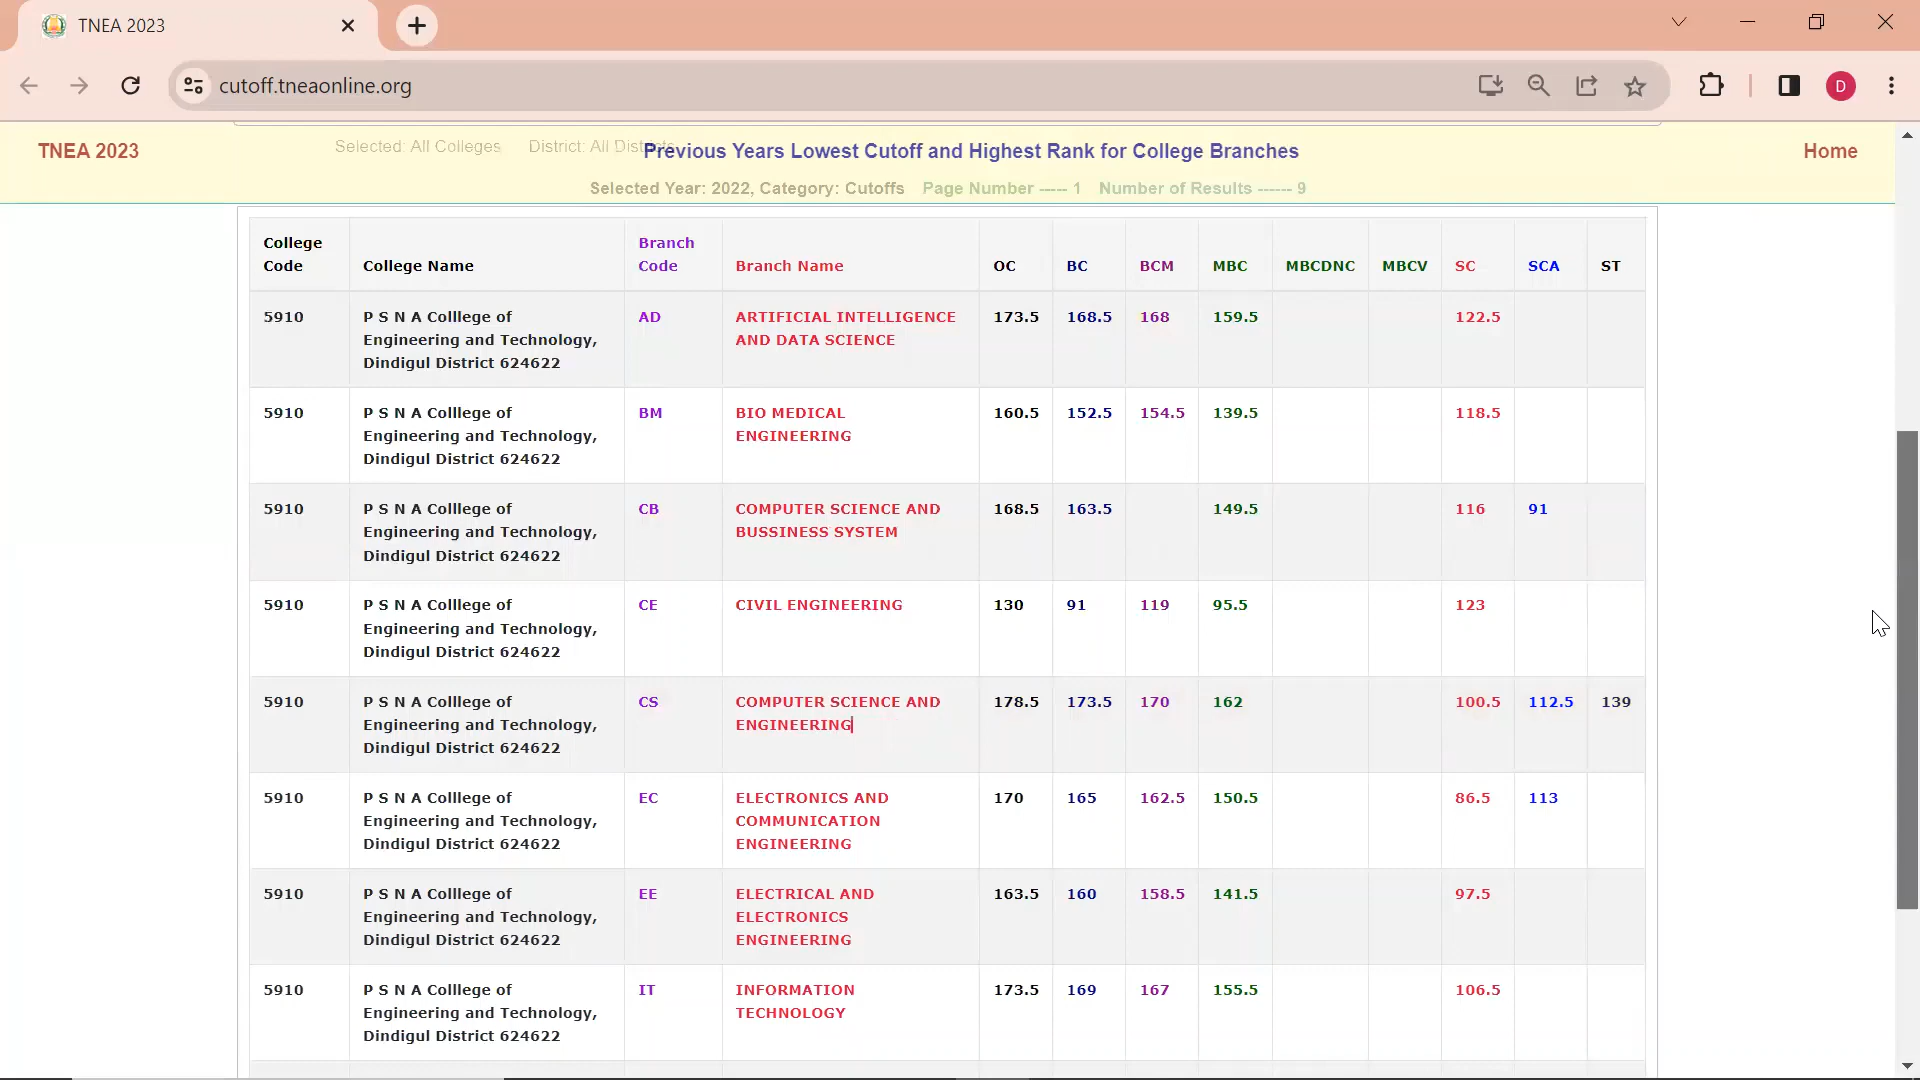 TNEA 2023
cutoff.tneaonline.org
D
TNEA 2023
Selected: All Colleges District: All Districts
Previous Years Lowest Cutoff and Highest Rank for College Branches
Home
Selected Year: 2022, Category: Cutoffs Page Number ----- 1 Number of Results ------ 9
College Code College Name Branch Code Branch Name OC BC BCM MBC MBCDNC MBCV SC SCA ST
5910 P S N A Colllege of AD ARTIFICIAL INTELLIGENCE 173.5 168.5 168 159.5 122.5
Engineering and Technology, AND DATA SCIENCE
Dindigul District 624622
5910 P S N A Colllege of BM BIO MEDICAL 160.5 152.5 154.5 139.5 118.5
Engineering and Technology, ENGINEERING
Dindigul District 624622
5910 P S N A Colllege of CB COMPUTER SCIENCE AND 168.5 163.5 149.5 116 91
Engineering and Technology, BUSSINESS SYSTEM
Dindigul District 624622
5910 P S N A Colllege of CE CIVIL ENGINEERING 130 91 119 95.5 123
Engineering and Technology,
Dindigul District 624622
5910 P S N A Colllege of CS COMPUTER SCIENCE AND 178.5 173.5 170 162 100.5 112.5 139
Engineering and Technology, ENGINEERING
Dindigul District 624622
5910 P S N A Colllege of EC ELECTRONICS AND 170 165 162.5 150.5 86.5 113
Engineering and Technology, COMMUNICATION
Dindigul District 624622 ENGINEERING
5910 P S N A Colllege of EE ELECTRICAL AND 163.5 160 158.5 141.5 97.5
Engineering and Technology, ELECTRONICS
Dindigul District 624622 ENGINEERING
5910 P S N A Colllege of IT INFORMATION 173.5 169 167 155.5 106.5
Engineering and Technology, TECHNOLOGY
Dindigul District 624622